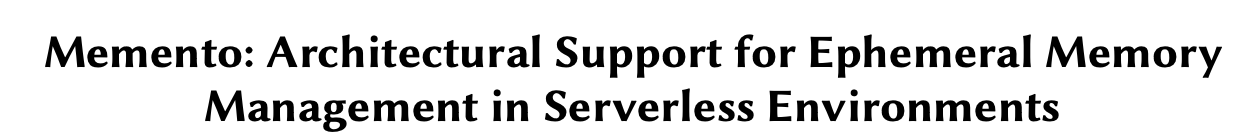 Memento: Architectural Support for Ephemeral Memory
Management in Serverless Environments